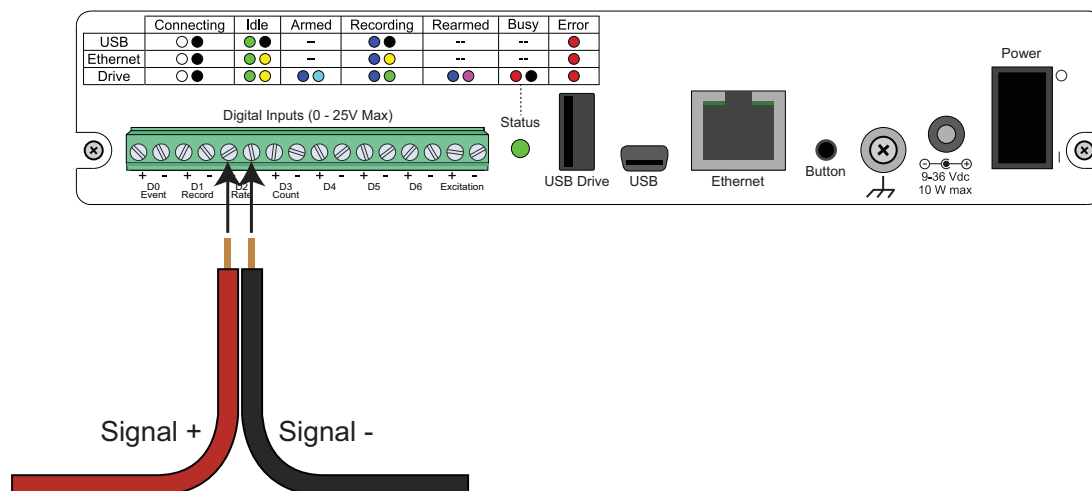 Connecting Idle Armed Recording Rearmed Busy Error
USB – -- --
Ethernet – -- --
Drive
Power
Digital Inputs (0 - 25V Max)
Status
+ - + - + - + - + - + - + - + -
D0 D1 D2 D3 D4 D5 D6 Excitation
Event Record Rate Count
USB Drive USB Ethernet Button
- +
9-36 Vdc
10 W max
Signal + Signal -